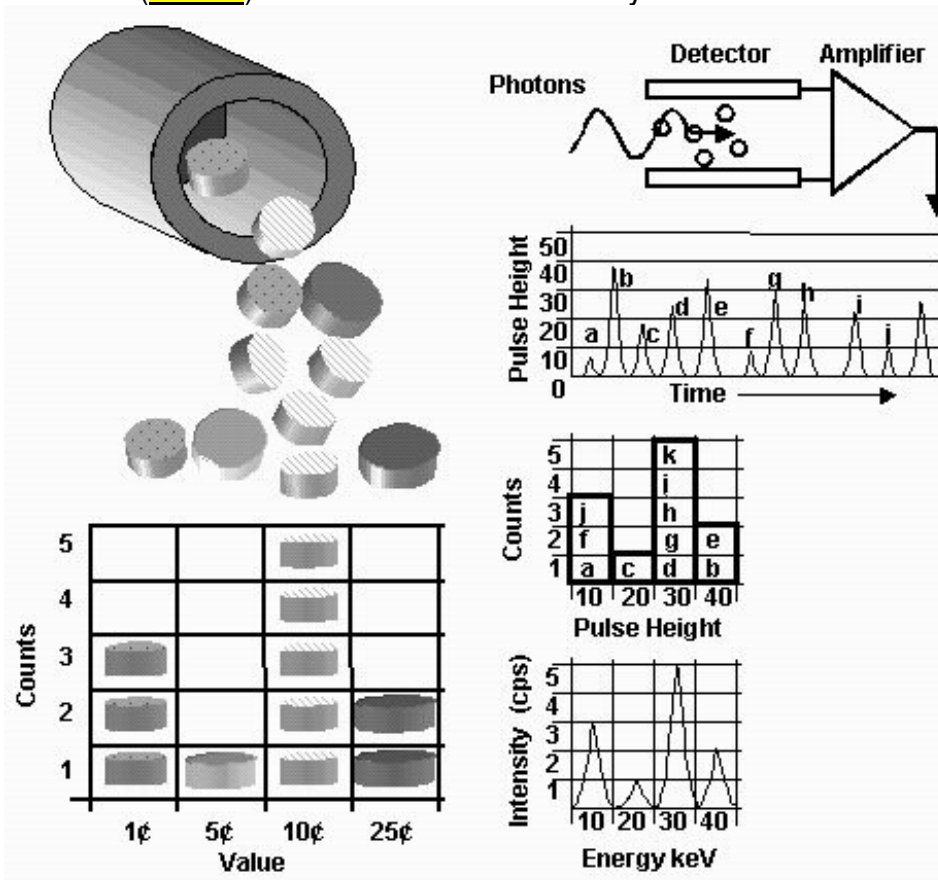 Detector Amplifier
Photons
50
40
30
20
10
0
Pulse Height
a b c d e f g h i j
Time
5
4
3
2
1
Counts
k
i
j h
f g e
a c d b
10 20 30 40
Pulse Height
5
4
3
2
1
Counts
1¢ 5¢ 10¢ 25¢
Value
5
4
3
2
1
Intensity (cps)
10 20 30 40
Energy keV